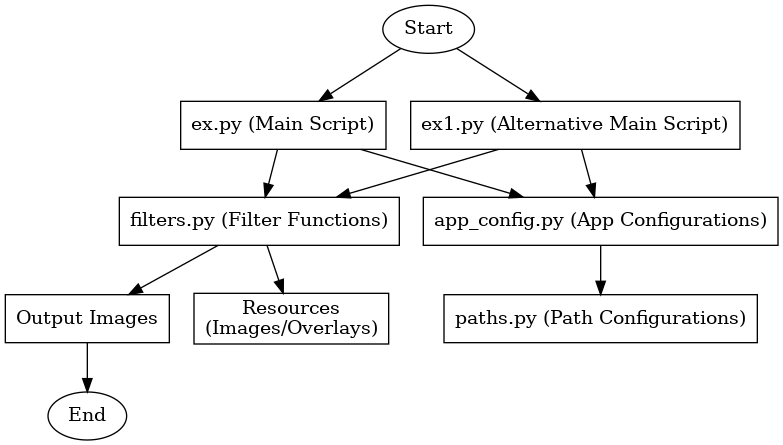 Start
ex.py (Main Script)
ex1.py (Alternative Main Script)
filters.py (Filter Functions)
app_config.py (App Configurations)
Output Images
Resources
(Images/Overlays)
paths.py (Path Configurations)
End